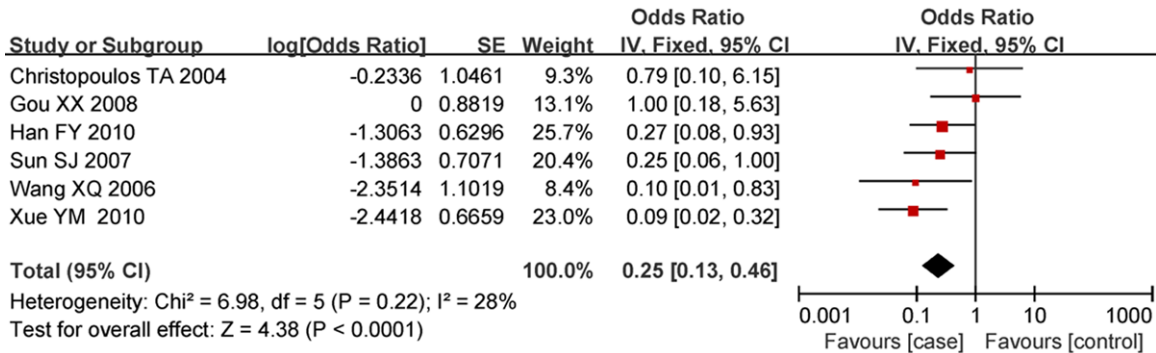 Odds Ratio Odds Ratio
Study or Subgroup log[Odds Ratio] SE Weight IV, Fixed, 95% CI IV, Fixed, 95% CI
Christopoulos TA 2004 -0.2336 1.0461 9.3% 0.79 [0.10, 6.15]
Gou XX 2008 0 0.8819 13.1% 1.00 [0.18, 5.63]
Han FY 2010 -1.3063 0.6296 25.7% 0.27 [0.08, 0.93]
Sun SJ 2007 -1.3863 0.7071 20.4% 0.25 [0.06, 1.00]
Wang XQ 2006 -2.3514 1.1019 8.4% 0.10 [0.01, 0.83]
Xue YM 2010 -2.4418 0.6659 23.0% 0.09 [0.02, 0.32]
Total (95% CI) 100.0% 0.25 [0.13, 0.46]
Heterogeneity: Chi² = 6.98, df = 5 (P = 0.22); I² = 28%
Test for overall effect: Z = 4.38 (P < 0.0001)
0.001 0.1 1 10 1000
Favours [case] Favours [control]